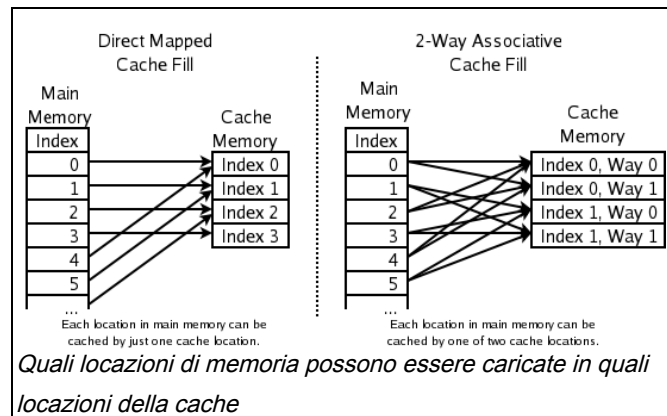 Direct Mapped
Cache Fill
Main
Memory
Index
0
1
2
3
4
5
...
Cache
Memory
Index 0
Index 1
Index 2
Index 3
Each location in main memory can be
cached by just one cache location.
2-Way Associative
Cache Fill
Main
Memory
Index
0
1
2
3
4
5
...
Cache
Memory
Index 0, Way 0
Index 0, Way 1
Index 1, Way 0
Index 1, Way 1
Each location in main memory can be
cached by one of two cache locations.
Quali locazioni di memoria possono essere caricate in quali
locazioni della cache